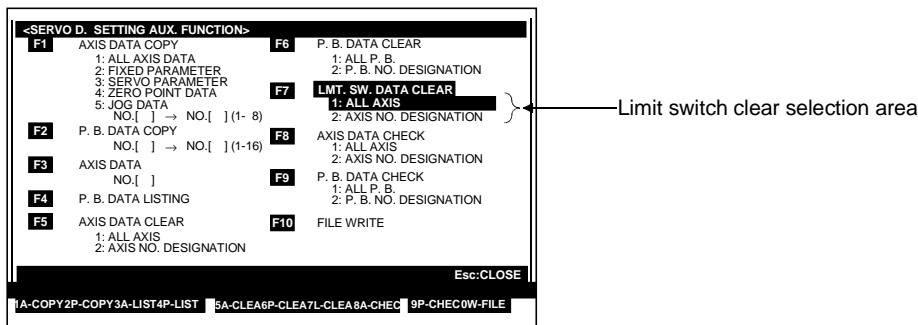 <SERVO D. SETTING AUX. FUNCTION>
F1 AXIS DATA COPY
1: ALL AXIS DATA
2: FIXED PARAMETER
3: SERVO PARAMETER
4: ZERO POINT DATA
5: JOG DATA
NO.[ ] → NO.[ ] (1- 8)
F2 P. B. DATA COPY
NO.[ ] → NO.[ ] (1-16)
F3 AXIS DATA
NO.[ ]
F4 P. B. DATA LISTING
F5 AXIS DATA CLEAR
1: ALL AXIS
2: AXIS NO. DESIGNATION
F6 P. B. DATA CLEAR
1: ALL P. B.
2: P. B. NO. DESIGNATION
F7 LMT. SW. DATA CLEAR
1: ALL AXIS
2: AXIS NO. DESIGNATION
F8 AXIS DATA CHECK
1: ALL AXIS
2: AXIS NO. DESIGNATION
F9 P. B. DATA CHECK
1: ALL P. B.
2: P. B. NO. DESIGNATION
F10 FILE WRITE
Limit switch clear selection area
Esc:CLOSE
1A-COPY2P-COPY3A-LIST4P-LIST 5A-CLEA6P-CLEA7L-CLEA8A-CHEC 9P-CHEC0W-FILE